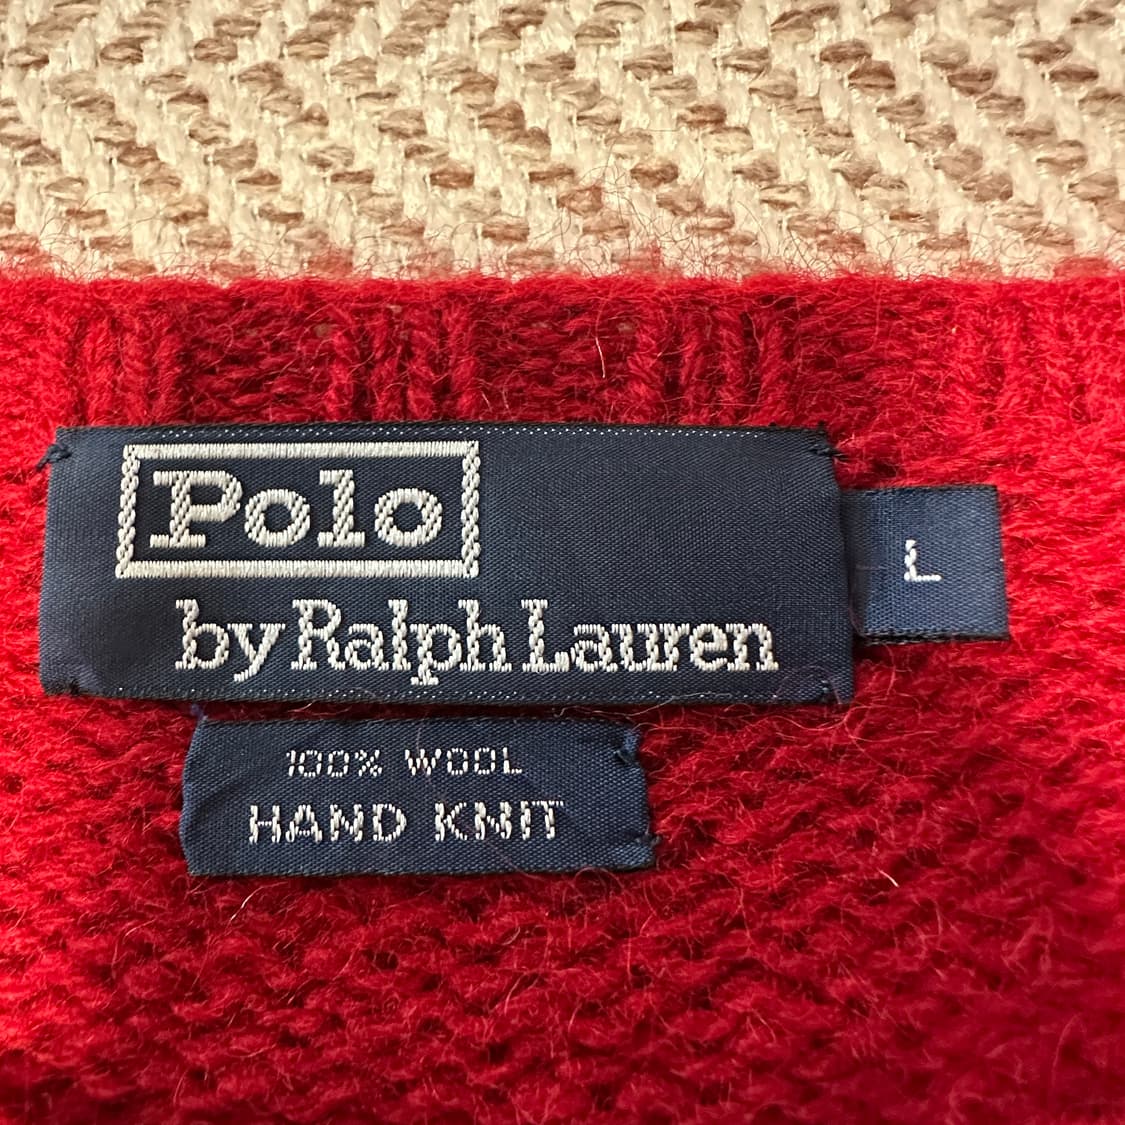 Polo
by Ralph Lauren
L
100% WOOL
HAND KNIT